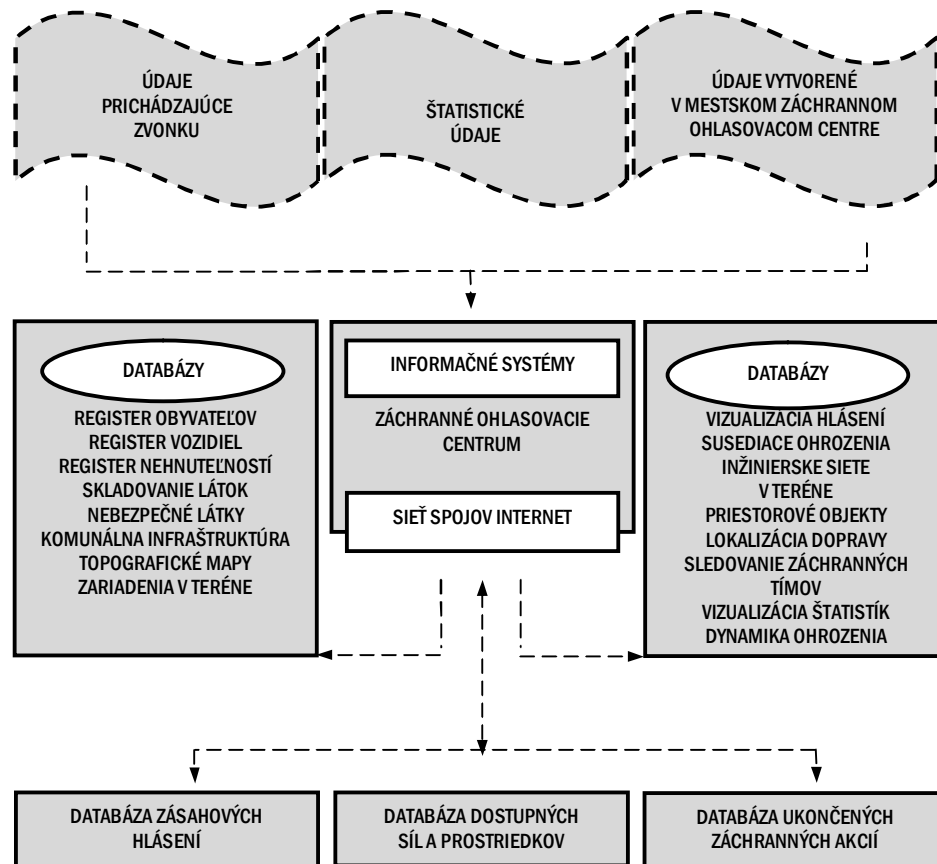 ÚDAJE
PRICHÁDZAJÚCE
ZVONKU
ŠTATISTICKÉ
ÚDAJE
ÚDAJE VYTVORENÉ
V MESTSKOM ZÁCHRANNOM
OHLASOVACOM CENTRE
DATABÁZY
REGISTER OBYVATEĽOV
REGISTER VOZIDIEL
REGISTER NEHNUTEĽNOSTÍ
SKLADOVANIE LÁTOK
NEBEZPEČNÉ LÁTKY
KOMUNÁLNA INFRAŠTRUKTÚRA
TOPOGRAFICKÉ MAPY
ZARIADENIA V TERÉNE
INFORMAČNÉ SYSTÉMY
ZÁCHRANNÉ OHLASOVACIE
CENTRUM
SIEŤ SPOJOV INTERNET
DATABÁZY
VIZUALIZÁCIA HLÁSENÍ
SUSEDIACE OHROZENIA
INŽINIERSKE SIETE
V TERÉNE
PRIESTOROVÉ OBJEKTY
LOKALIZÁCIA DOPRAVY
SLEDOVANIE ZÁCHRANNÝCH
TÍMOV
VIZUALIZÁCIA ŠTATISTÍK
DYNAMIKA OHROZENIA
DATABÁZA ZÁSAHOVÝCH
HLÁSENÍ
DATABÁZA DOSTUPNÝCH
SÍL A PROSTRIEDKOV
DATABÁZA UKONČENÝCH
ZÁCHRANNÝCH AKCIÍ